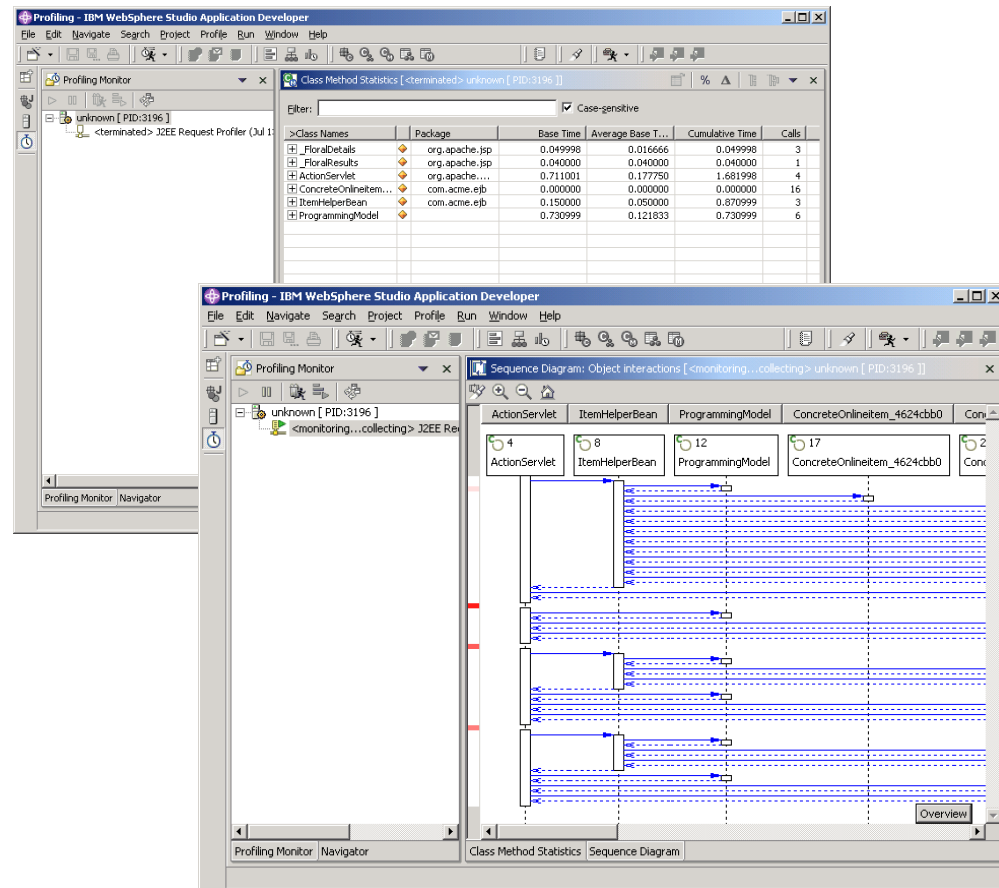 Profiling - IBM WebSphere Studio Application Developer
File Edit Navigate Search Project Profile Run Window Help
Profiling Monitor
Class Method Statistics [ <terminated> unknown [ PID:3196 ]]
unknown [ PID:3196 ]
<terminated> J2EE Request Profiler (Jul 1
Filter:
Case-sensitive
>Class Names Package Base Time Average Base T... Cumulative Time Calls
_FloralDetails org.apache.jsp 0.049998 0.016666 0.049998 3
_FloralResults org.apache.jsp 0.040000 0.040000 0.040000 1
ActionServlet org.apache.... 0.711001 0.177750 1.681998 4
ConcreteOnlineitem... com.acme.ejb 0.000000 0.000000 0.000000 16
ItemHelperBean com.acme.ejb 0.150000 0.050000 0.870999 3
ProgrammingModel 0.730999 0.121833 0.730999 6
Profiling Monitor Navigator
Profiling - IBM WebSphere Studio Application Developer
File Edit Navigate Search Project Profile Run Window Help
Profiling Monitor
Sequence Diagram: Object interactions [ <monitoring...collecting> unknown [ PID:3196 ]]
unknown [ PID:3196 ]
<monitoring...collecting> J2EE Re
ActionServlet ItemHelperBean ProgrammingModel ConcreteOnlineitem_4624cbb0 Con
4 8 12 17 2
ActionServlet ItemHelperBean ProgrammingModel ConcreteOnlineitem_4624cbb0 Conc
Overview
Profiling Monitor Navigator
Class Method Statistics Sequence Diagram